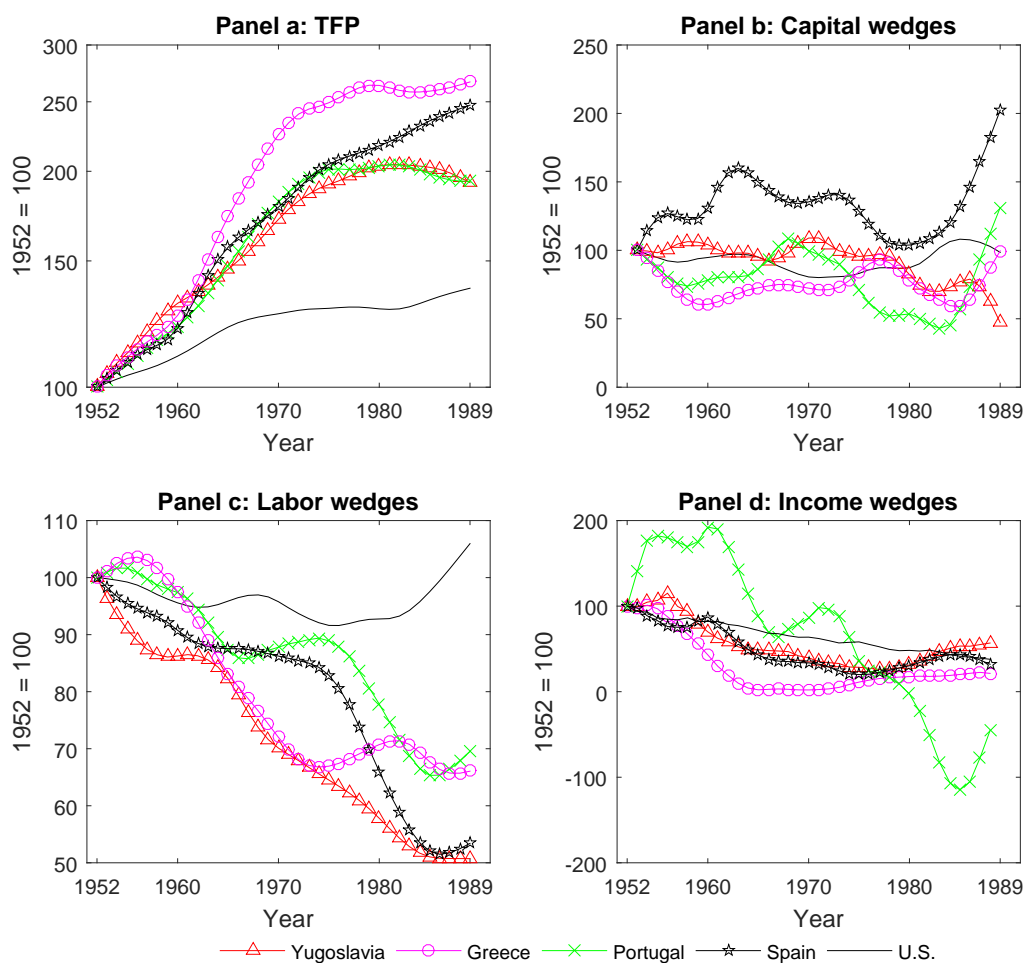 Panel a: TFP
300
250
200
150
100
1952 = 100
1952 1960 1970 1980 1989
Year
Panel b: Capital wedges
250
200
150
100
50
0
1952 = 100
1952 1960 1970 1980 1989
Year
Panel c: Labor wedges
110
100
90
80
70
60
50
1952 = 100
1952 1960 1970 1980 1989
Year
Panel d: Income wedges
200
100
0
-100
-200
1952 = 100
1952 1960 1970 1980 1989
Year
Yugoslavia Greece Portugal Spain U.S.